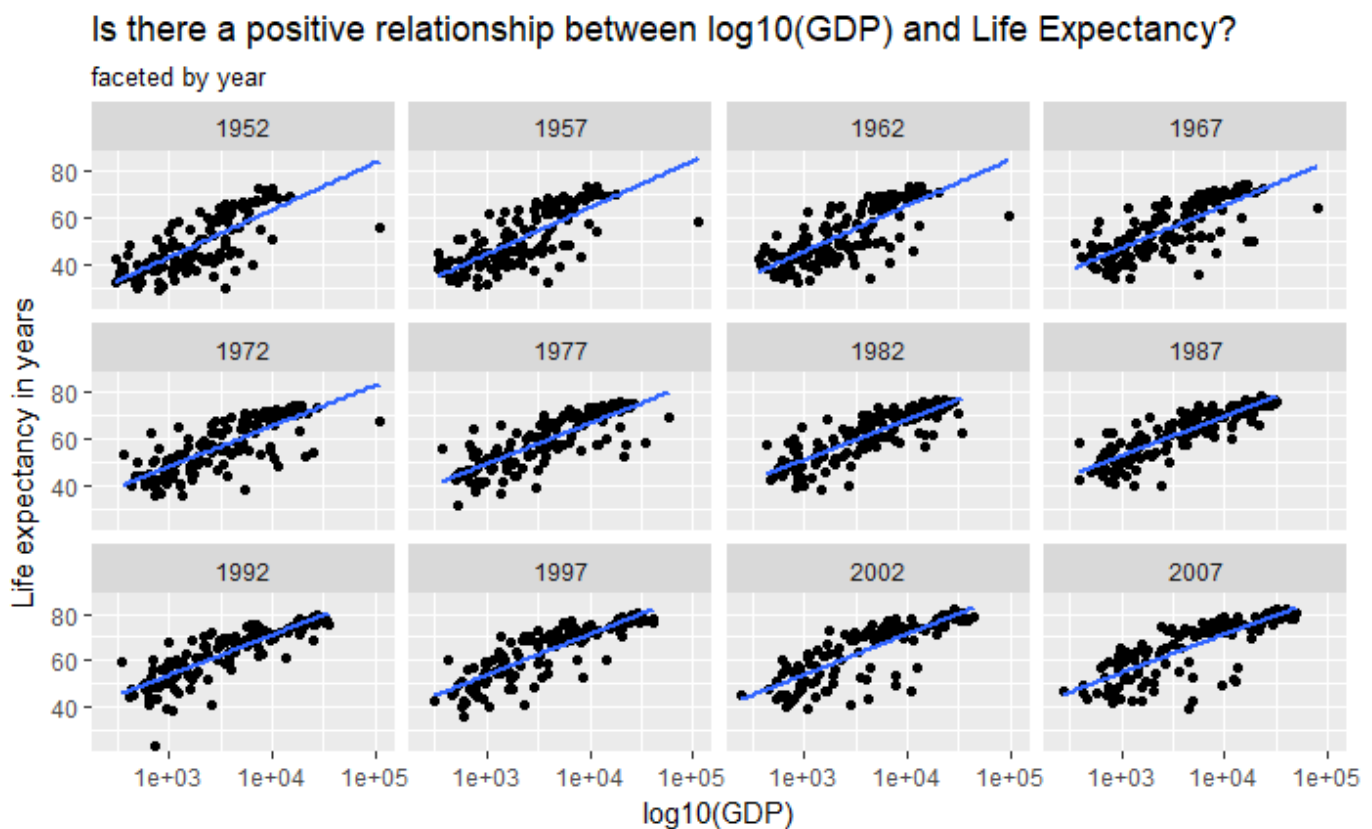 Is there a positive relationship between log10(GDP) and Life Expectancy?
faceted by year
1952 1957 1962 1967
80
60
40
1972 1977 1982 1987
80
60
40
Life expectancy in years
1992 1997 2002 2007
80
60
40
1e+03 1e+04 1e+05 1e+03 1e+04 1e+05 1e+03 1e+04 1e+05 1e+03 1e+04 1e+05
log10(GDP)